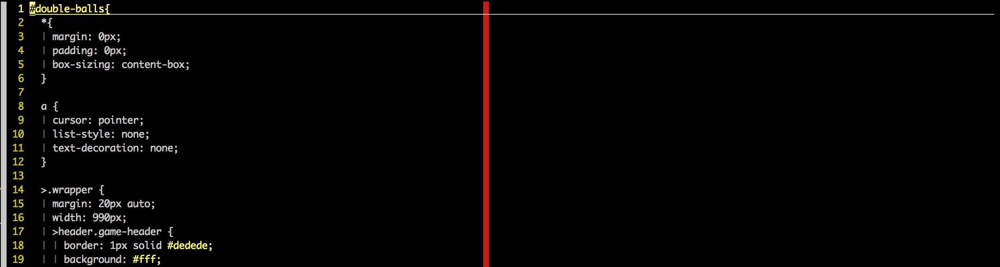 1 #double-balls{
2   *{
3   | margin: 0px;
4   | padding: 0px;
5   | box-sizing: content-box;
6   }
7
8   a {
9   | cursor: pointer;
10   | list-style: none;
11   | text-decoration: none;
12   }
13
14   >.wrapper {
15   | margin: 20px auto;
16   | width: 990px;
17   | >header.game-header {
18   | | border: 1px solid #dedede;
19   | | background: #fff;